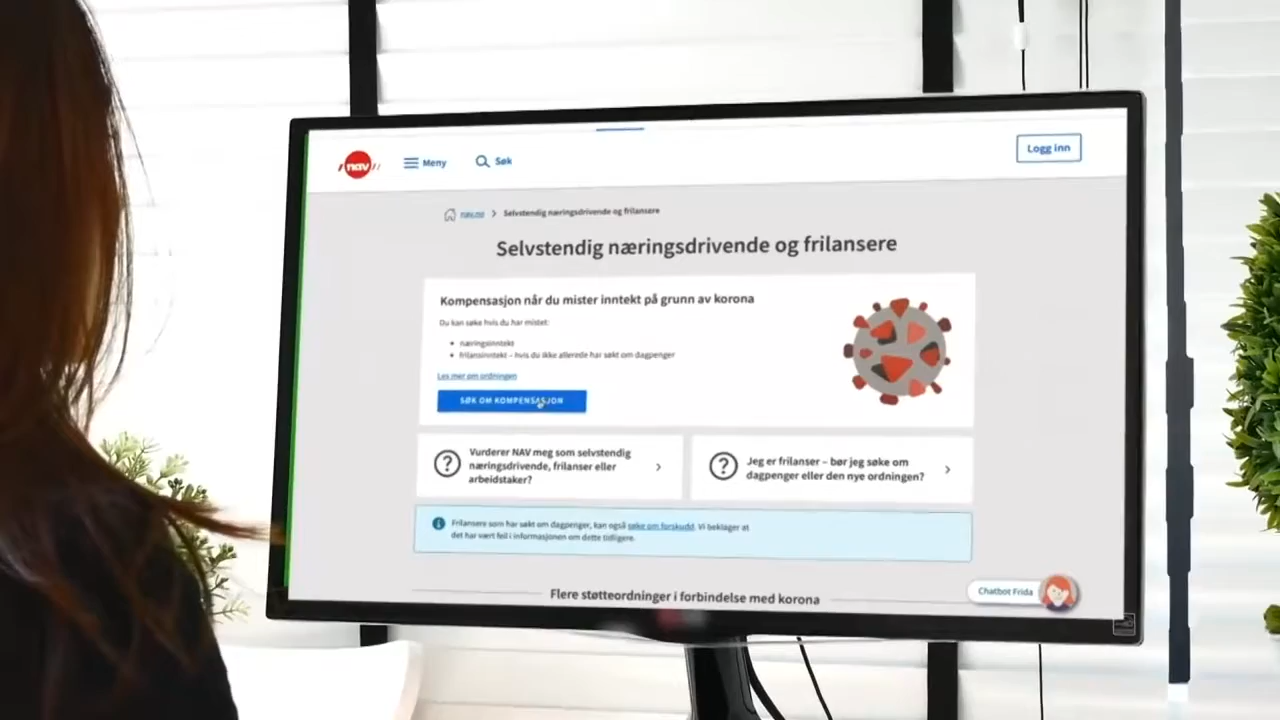 nav
Meny
Søk
Logg inn
nav.no
Selvstendig næringsdrivende og frilansere
Selvstendig næringsdrivende og frilansere
Kompensasjon når du mister inntekt på grunn av korona
Du kan søke hvis du har mistet:
næringsinntekt
frilansinntekt – hvis du ikke allerede har søkt om dagpenger
Les mer om ordningen
SØK OM KOMPENSASJON
Vurderer NAV meg som selvstendig
næringsdrivende, frilanser eller
arbeidstaker?
Jeg er frilanser – bør jeg søke om
dagpenger eller den nye ordningen?
Frilansere som har søkt om dagpenger, kan også søke om forskudd. Vi beklager at
det har vært feil i informasjonen om dette tidligere.
Chatbot Frida
Flere støtteordninger i forbindelse med korona